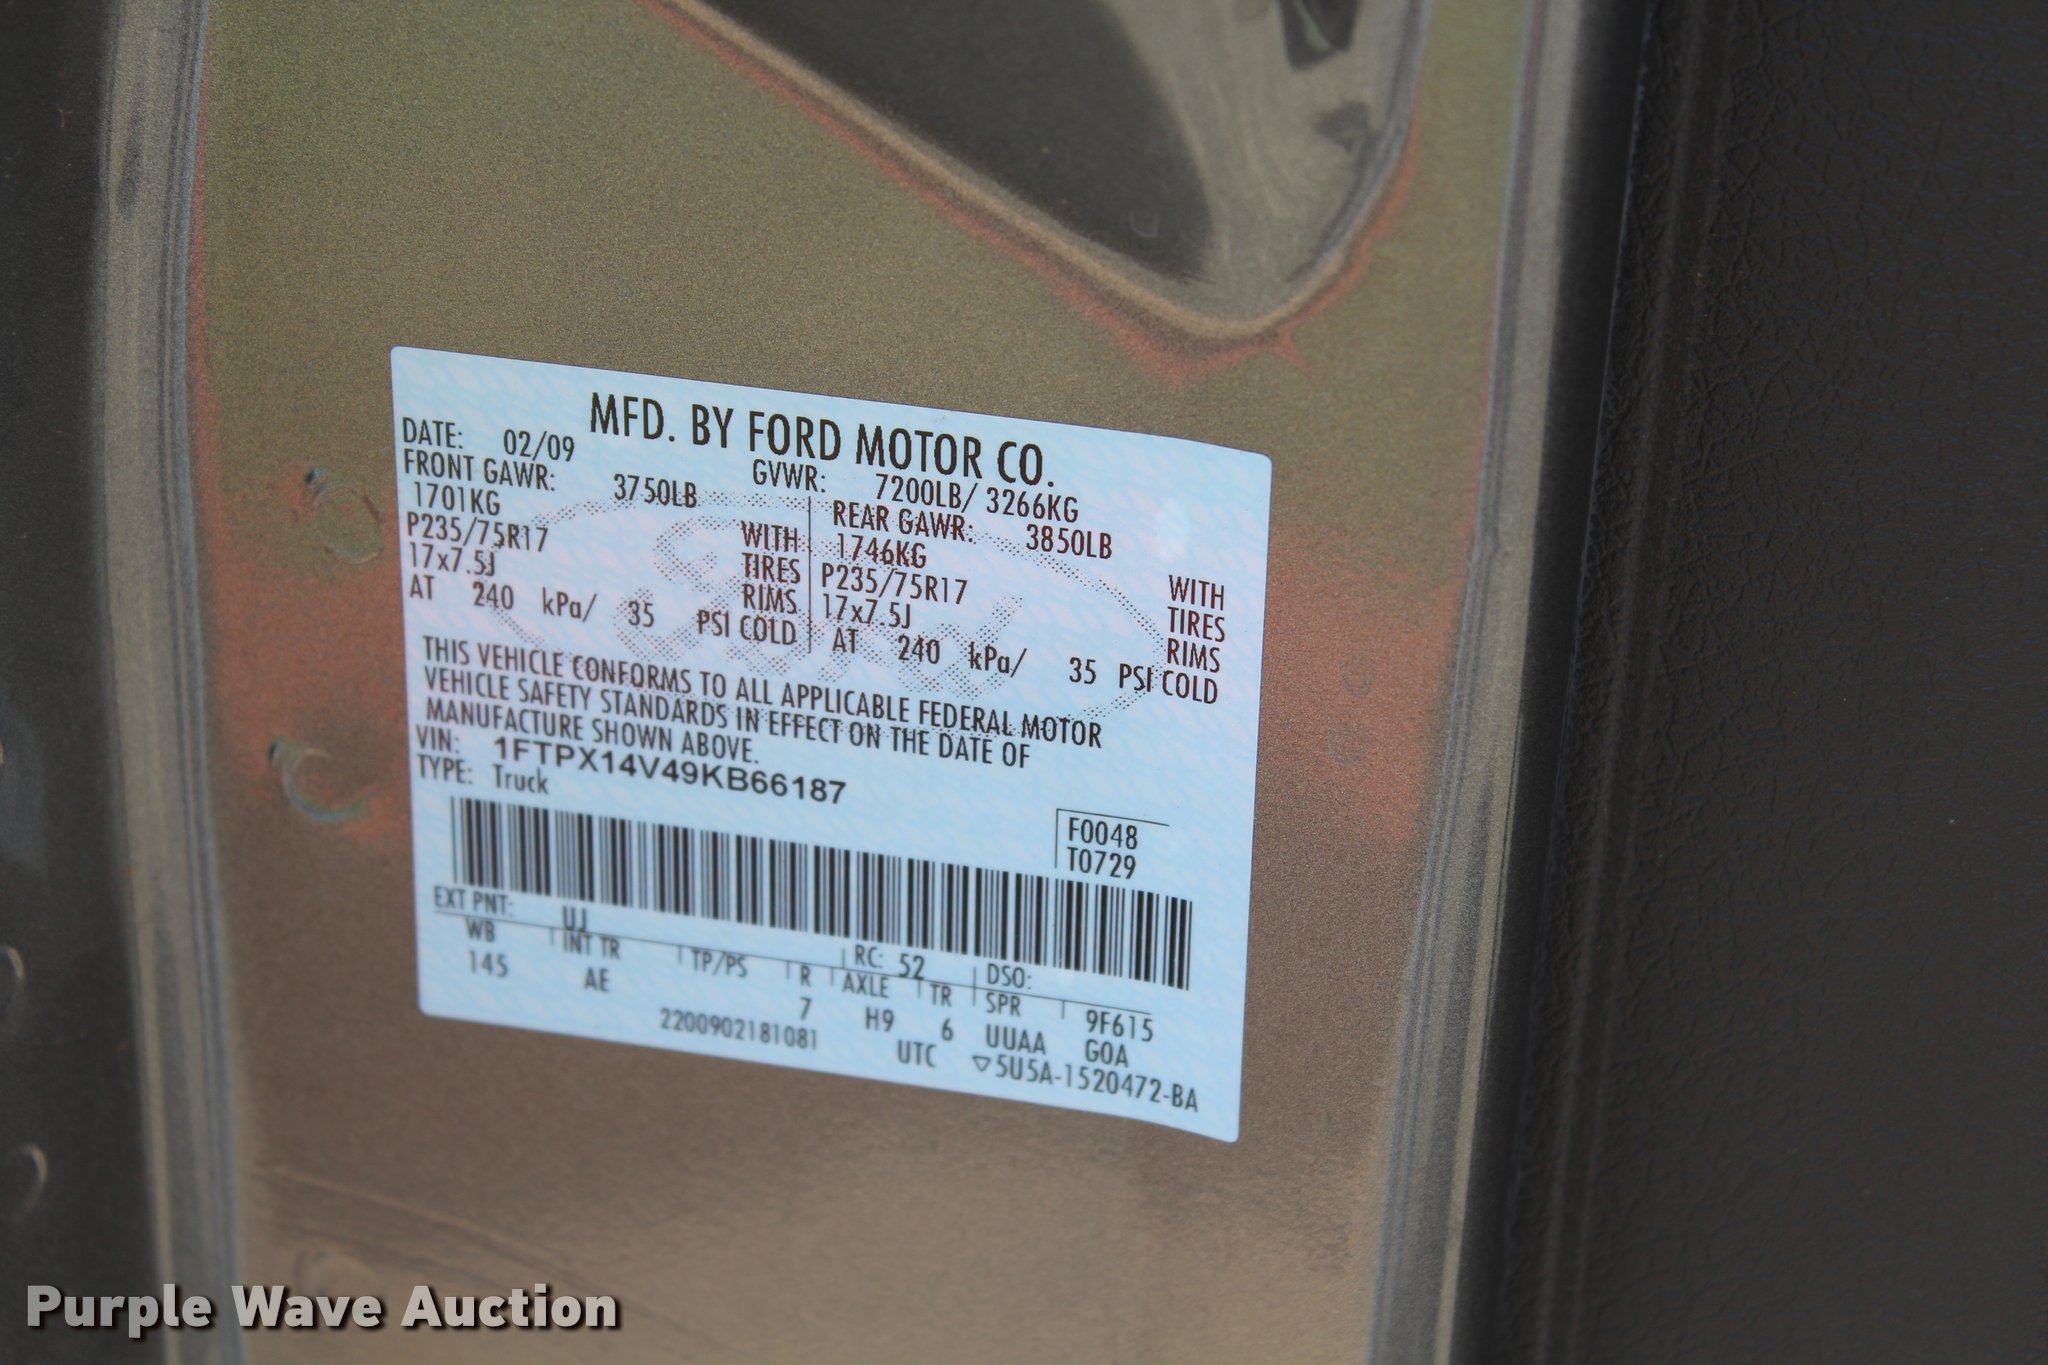 MFD. BY FORD MOTOR CO.
DATE: 02/09 GVWR: 7200LB/ 3266KG
FRONT GAWR: 3750LB REAR GAWR: 3850LB
1701KG WITH 1746KG WITH
P235/75R17 TIRES P235/75R17 TIRES
17x7.5J RIMS 17x7.5J RIMS
AT 240 kPa/ 35 PSI COLD AT 240 kPa/ 35 PSI COLD
THIS VEHICLE CONFORMS TO ALL APPLICABLE FEDERAL MOTOR
VEHICLE SAFETY STANDARDS IN EFFECT ON THE DATE OF
MANUFACTURE SHOWN ABOVE.
VIN: 1FTPX14V49KB66187
TYPE: Truck
F0048
T0729
EXT PNT: UJ RC: 52 DSO:
WB INT TR TP/PS R AXLE TR SPR 9F615
145 AE 7 H9 6 UUAA GOA
2200902181081 UTC ▽5U5A-1520472-BA
Purple Wave Auction